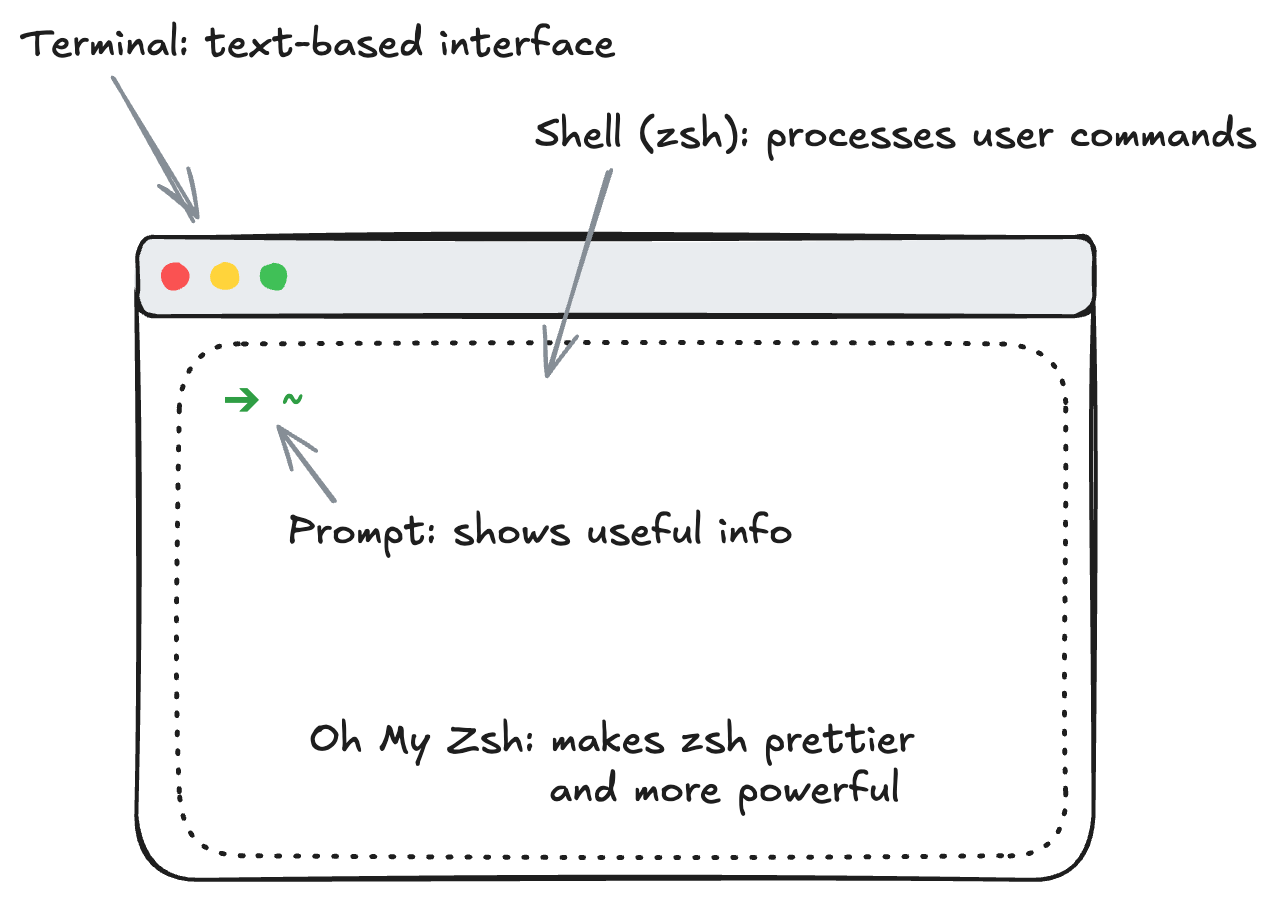 Terminal: text-based interface
Shell (zsh): processes user commands
➔ ~
Prompt: shows useful info
Oh My Zsh: makes zsh prettier
and more powerful